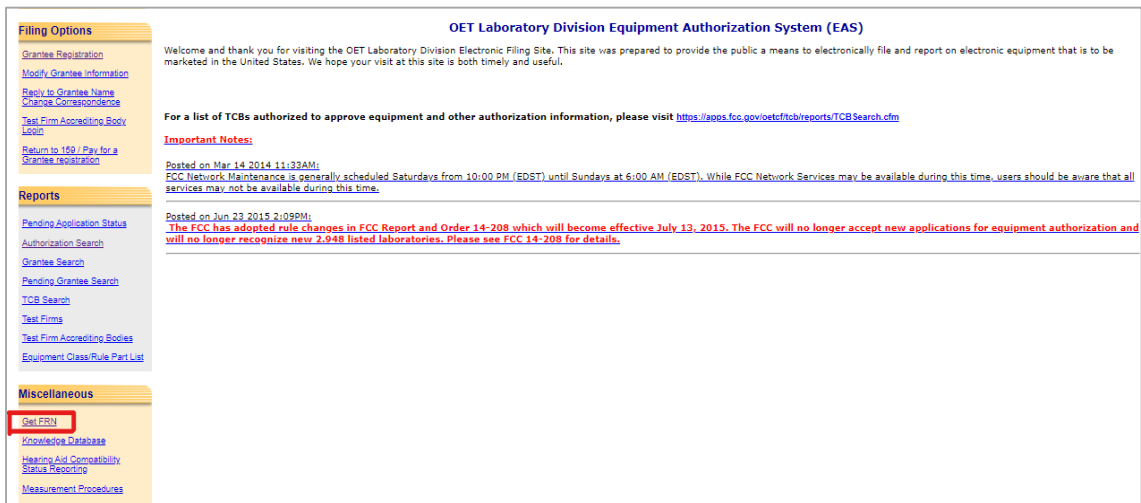 Filing Options
Grantee Registration
Modify Grantee Information
Reply to Grantee Name
Change Correspondence
Test Firm Accrediting Body
Login
Return to 159 / Pay for a
Grantee registration
Reports
Pending Application Status
Authorization Search
Grantee Search
Pending Grantee Search
TCB Search
Test Firms
Test Firm Accrediting Bodies
Equipment Class/Rule Part List
Miscellaneous
Get FRN
Knowledge Database
Hearing Aid Compatibility
Status Reporting
Measurement Procedures
OET Laboratory Division Equipment Authorization System (EAS)
Welcome and thank you for visiting the OET Laboratory Division Electronic Filing Site. This site was prepared to provide the public a means to electronically file and report on electronic equipment that is to be
marketed in the United States. We hope your visit at this site is both timely and useful.
For a list of TCBs authorized to approve equipment and other authorization information, please visit https://apps.fcc.gov/oetcf/tcb/reports/TCBSearch.cfm
Important Notes:
Posted on Mar 14 2014 11:33AM:
FCC Network Maintenance is generally scheduled Saturdays from 10:00 PM (EDST) until Sundays at 6:00 AM (EDST). While FCC Network Services may be available during this time, users should be aware that all
services may not be available during this time.
Posted on Jun 23 2015 2:09PM:
The FCC has adopted rule changes in FCC Report and Order 14-208 which will become effective July 13, 2015. The FCC will no longer accept new applications for equipment authorization and
will no longer recognize new 2.948 listed laboratories. Please see FCC 14-208 for details.